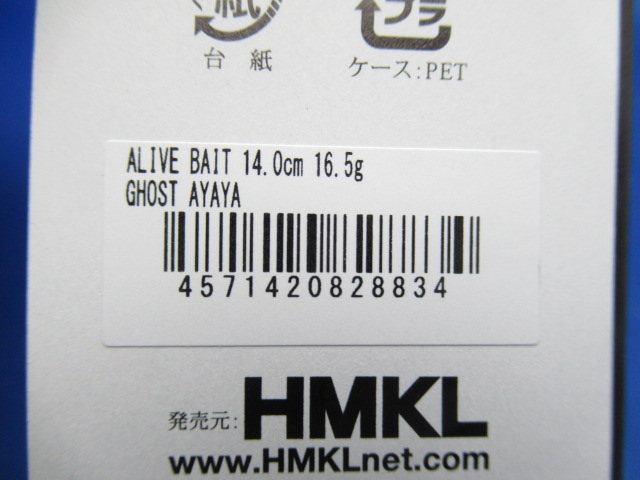 紙
プラ
台 紙
ケース:PET
ALIVE BAIT 14.0cm 16.5g
GHOST AYAYA
4571420828834
発売元: HMKL
www.HMKLnet.com